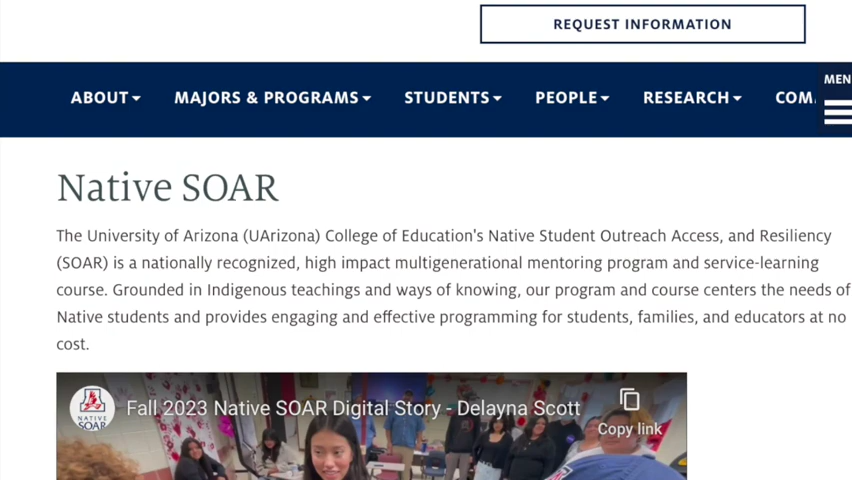 REQUEST INFORMATION
ABOUT MAJORS & PROGRAMS STUDENTS PEOPLE RESEARCH COM
MEN
Native SOAR
The University of Arizona (UArizona) College of Education's Native Student Outreach Access, and Resiliency
(SOAR) is a nationally recognized, high impact multigenerational mentoring program and service-learning
course. Grounded in Indigenous teachings and ways of knowing, our program and course centers the needs of
Native students and provides engaging and effective programming for students, families, and educators at no
cost.
Fall 2023 Native SOAR Digital Story - Delayna Scott
Copy link
NATIVE
SOAR